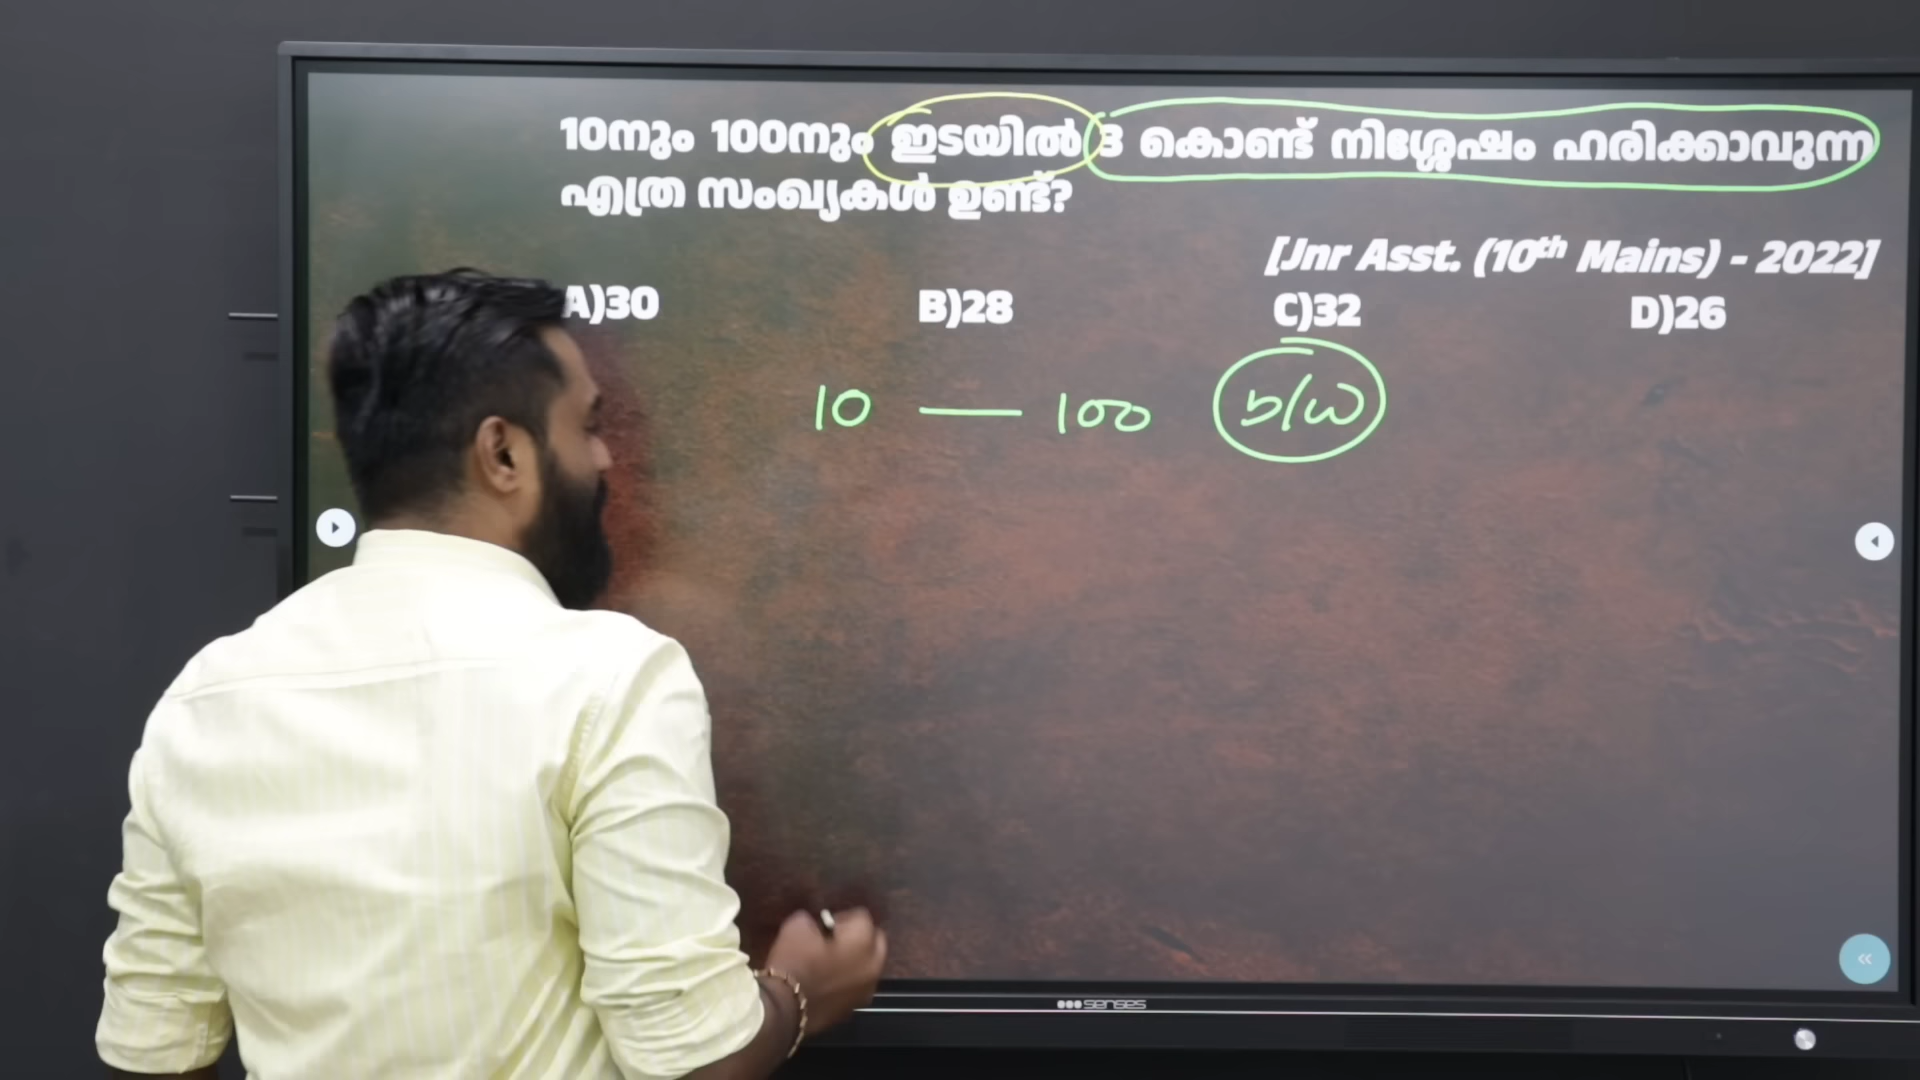 10നും 100നും ഇടയിൽ 3 കൊണ്ട് നിശ്ശേഷം ഹരിക്കാവുന്ന
എത്ര സംഖ്യകൾ ഉണ്ട്?
[Jnr Asst. (10th Mains) - 2022]
A)30 B)28 C)32 D)26
10 — 100 b/w
senses